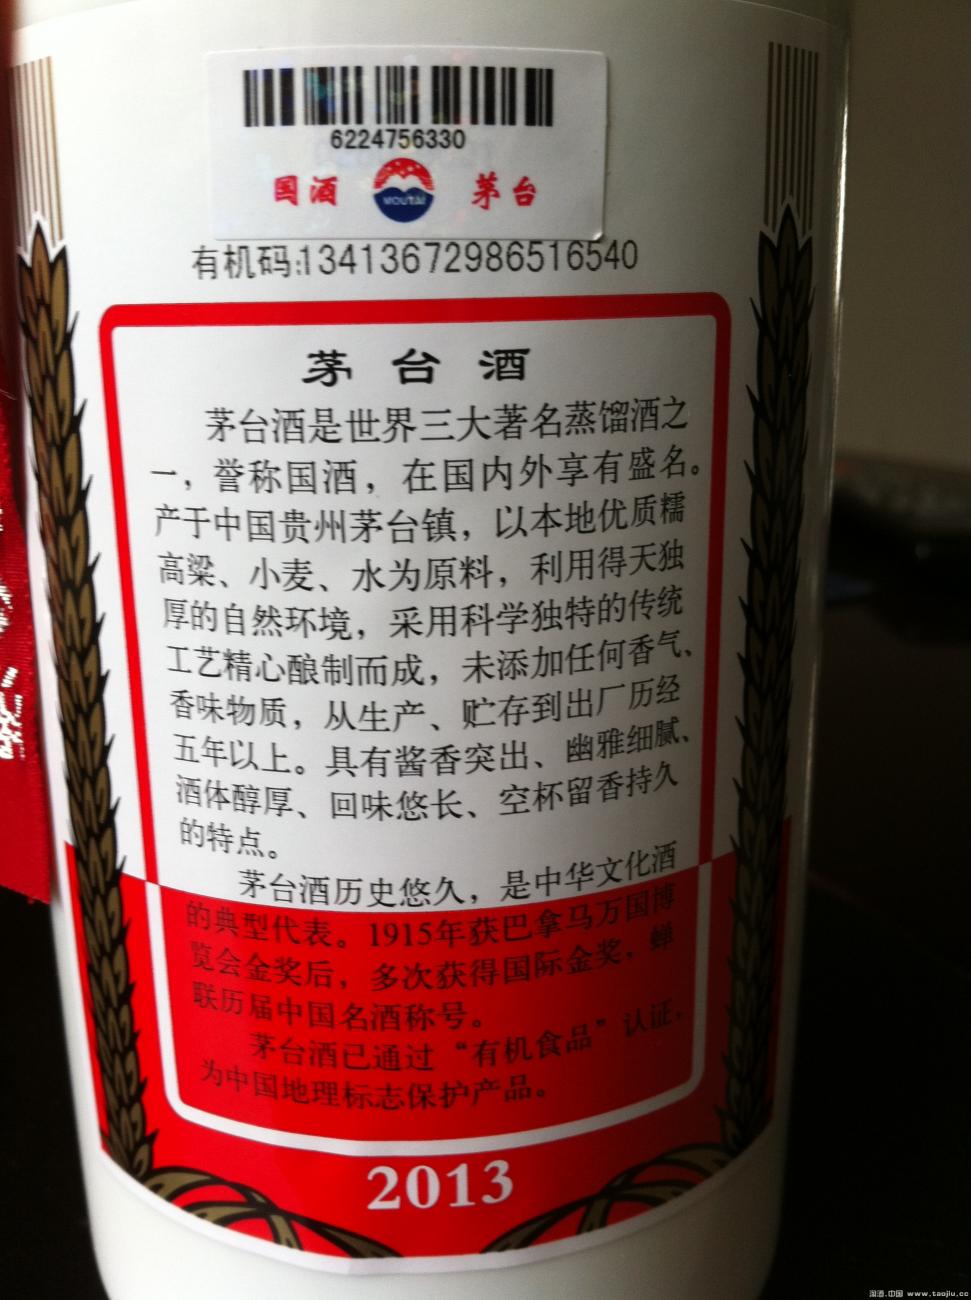 6224756330
国酒 MOUTAI 茅台
有机码:13413672986516540
茅台酒
茅台酒是世界三大著名蒸馏酒之
一，誉称国酒，在国内外享有盛名。
产于中国贵州茅台镇，以本地优质糯
高粱、小麦、水为原料，利用得天独
厚的自然环境，采用科学独特的传统
工艺精心酿制而成，未添加任何香气、
香味物质，从生产、贮存到出厂历经
五年以上。具有酱香突出、幽雅细腻、
酒体醇厚、回味悠长、空杯留香持久
的特点。
茅台酒历史悠久，是中华文化酒
的典型代表。1915年获巴拿马万国博
览会金奖后，多次获得国际金奖，蝉
联历届中国名酒称号。
茅台酒已通过“有机食品”认证，
为中国地理标志保护产品。
2013
淘酒.中国 www.taojiu.cc